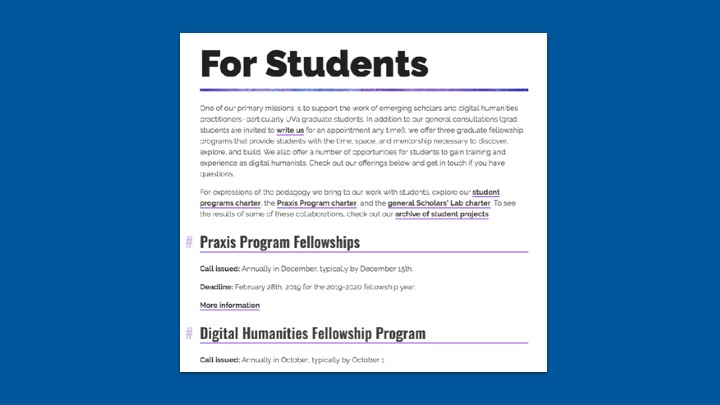 For Students
One of our primary missions is to support the work of emerging scholars and digital humanities
practitioners-particularly UVa graduate students. In addition to our general consultations (grad
students are invited to write us for an appointment any time!), we offer three graduate fellowship
programs that provide students with the time, space, and mentorship necessary to discover,
explore, and build. We also offer a number of opportunities for students to gain training and
experience as digital humanists. Check out our offerings below and get in touch if you have
questions.
For expressions of the pedagogy we bring to our work with students, explore our student
programs charter, the Praxis Program charter, and the general Scholars' Lab charter. To see
the results of some of these collaborations, check out our archive of student projects.
# Praxis Program Fellowships
Call issued: Annually in December, typically by December 15th.
Deadline: February 28th, 2019 for the 2019-2020 fellowship year.
More information
# Digital Humanities Fellowship Program
Call issued: Annually in October, typically by October 1.